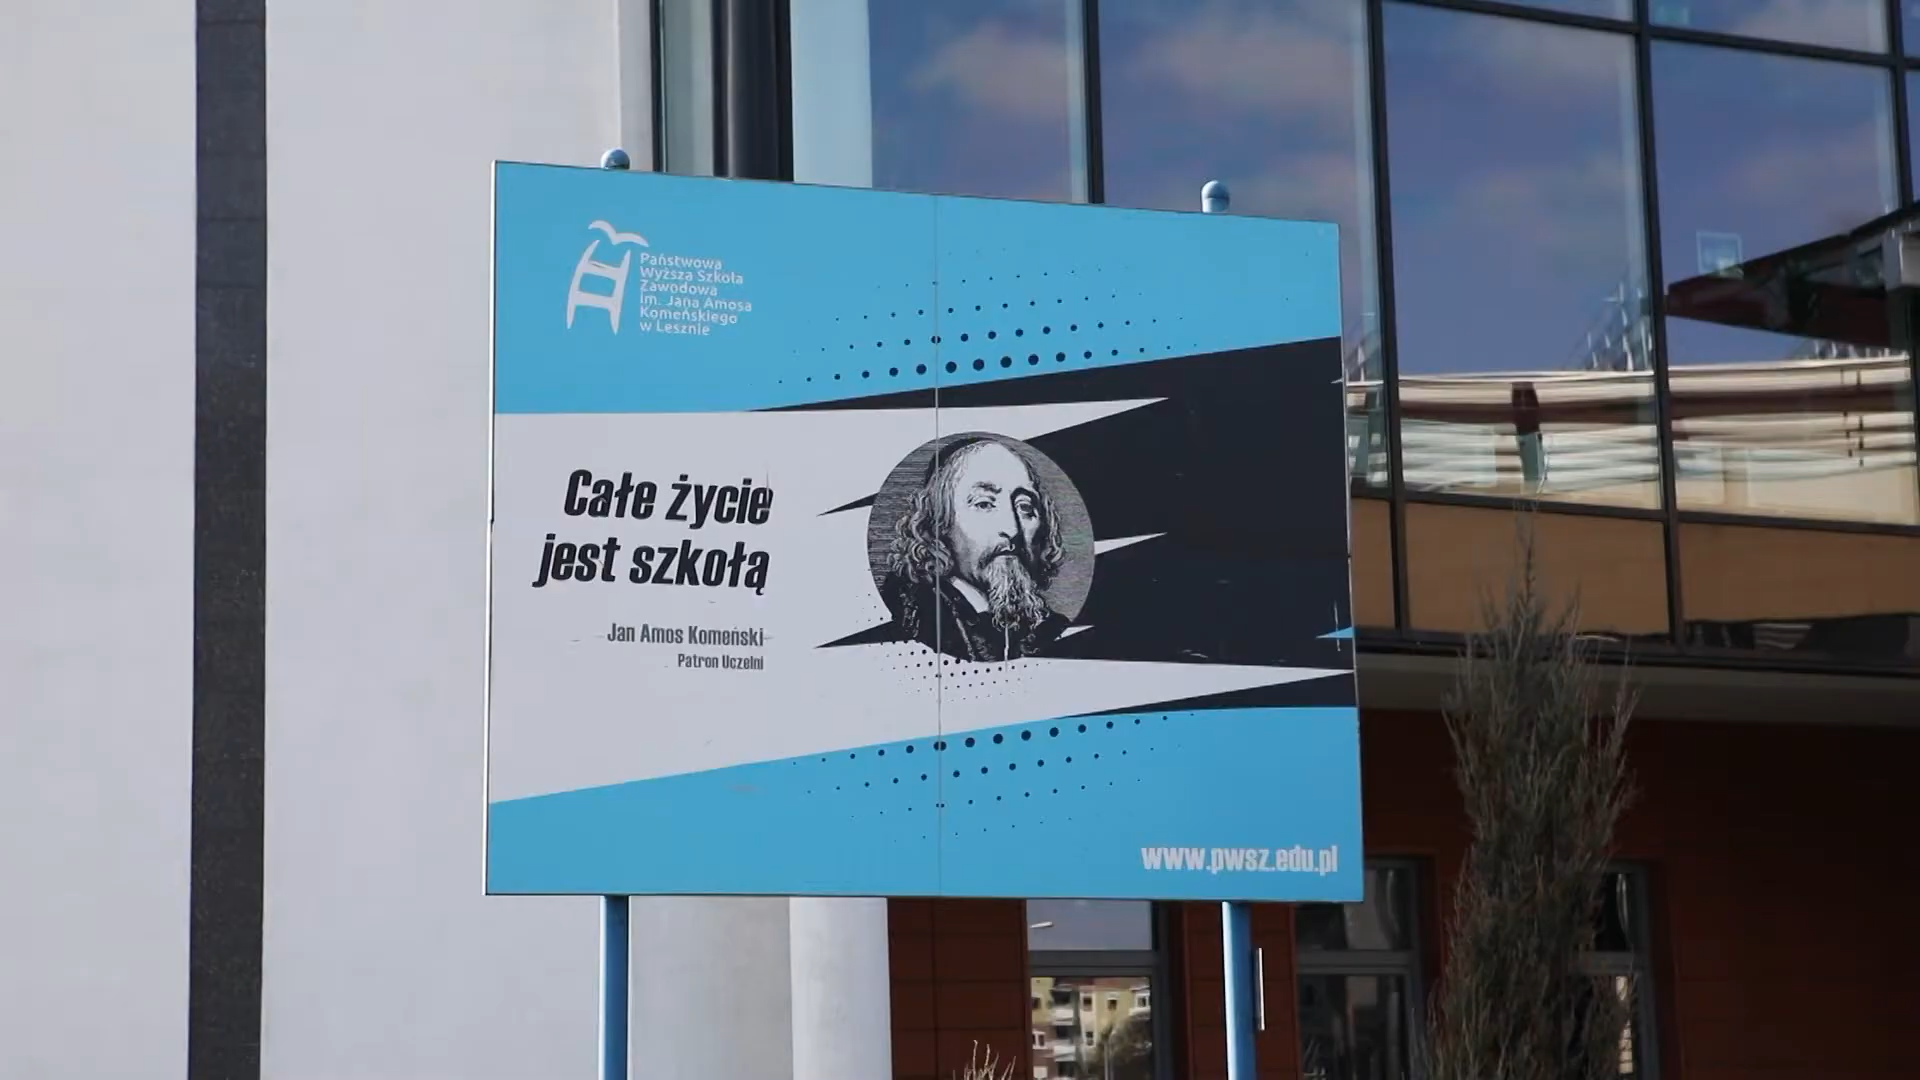 Państwowa
Wyższa Szkoła
Zawodowa
im. Jana Amosa
Komeńskiego
w Lesznie
Całe życie
jest szkołą
Jan Amos Komeński
Patron Uczelni
www.pwsz.edu.pl